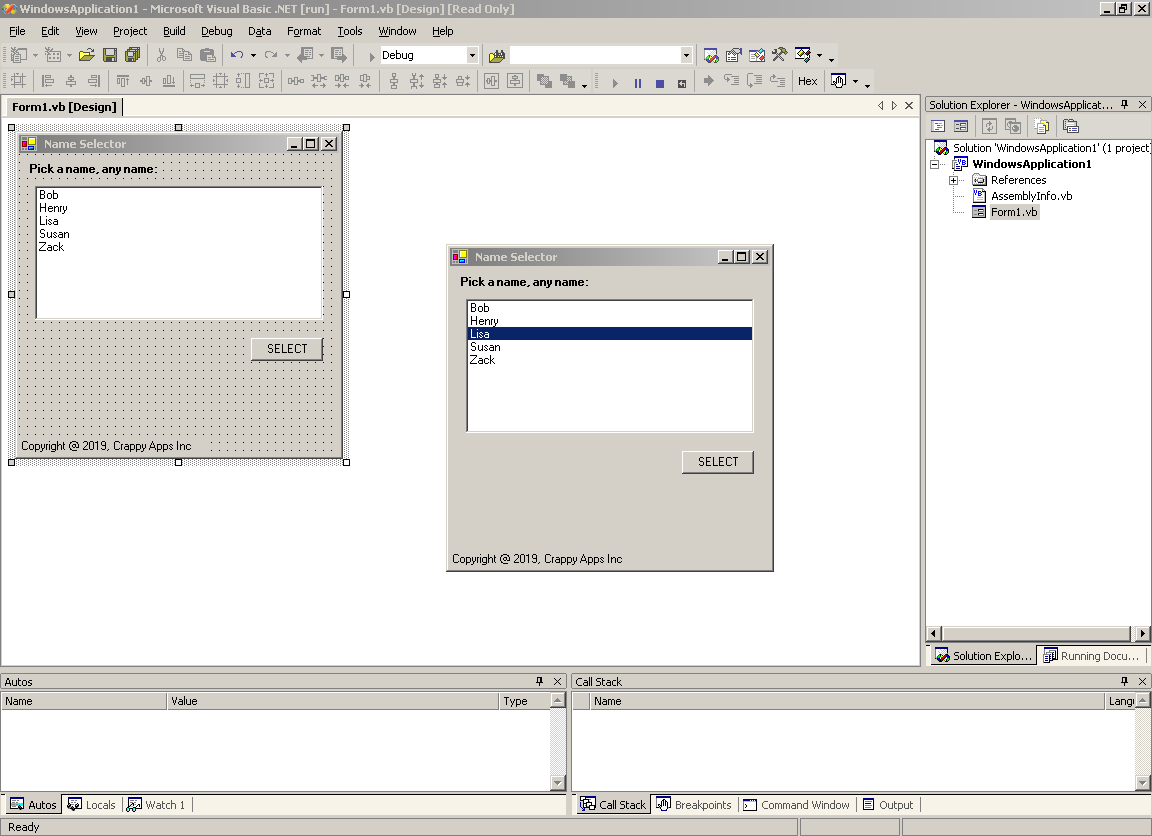 WindowsApplication1 - Microsoft Visual Basic .NET [run] - Form1.vb [Design] [Read Only]
File Edit View Project Build Debug Data Format Tools Window Help
Debug
Hex
Form1.vb [Design]
Name Selector
Pick a name, any name:
Bob
Henry
Lisa
Susan
Zack
SELECT
Copyright @ 2019, Crappy Apps Inc
Name Selector
Pick a name, any name:
Bob
Henry
Lisa
Susan
Zack
SELECT
Copyright @ 2019, Crappy Apps Inc
Solution Explorer - WindowsApplicat...
Solution 'WindowsApplication1' (1 project
WindowsApplication1
References
AssemblyInfo.vb
Form1.vb
Solution Explo... Running Docu...
Autos
Name Value Type
Autos Locals Watch 1
Call Stack
Name Langu
Call Stack Breakpoints Command Window Output
Ready